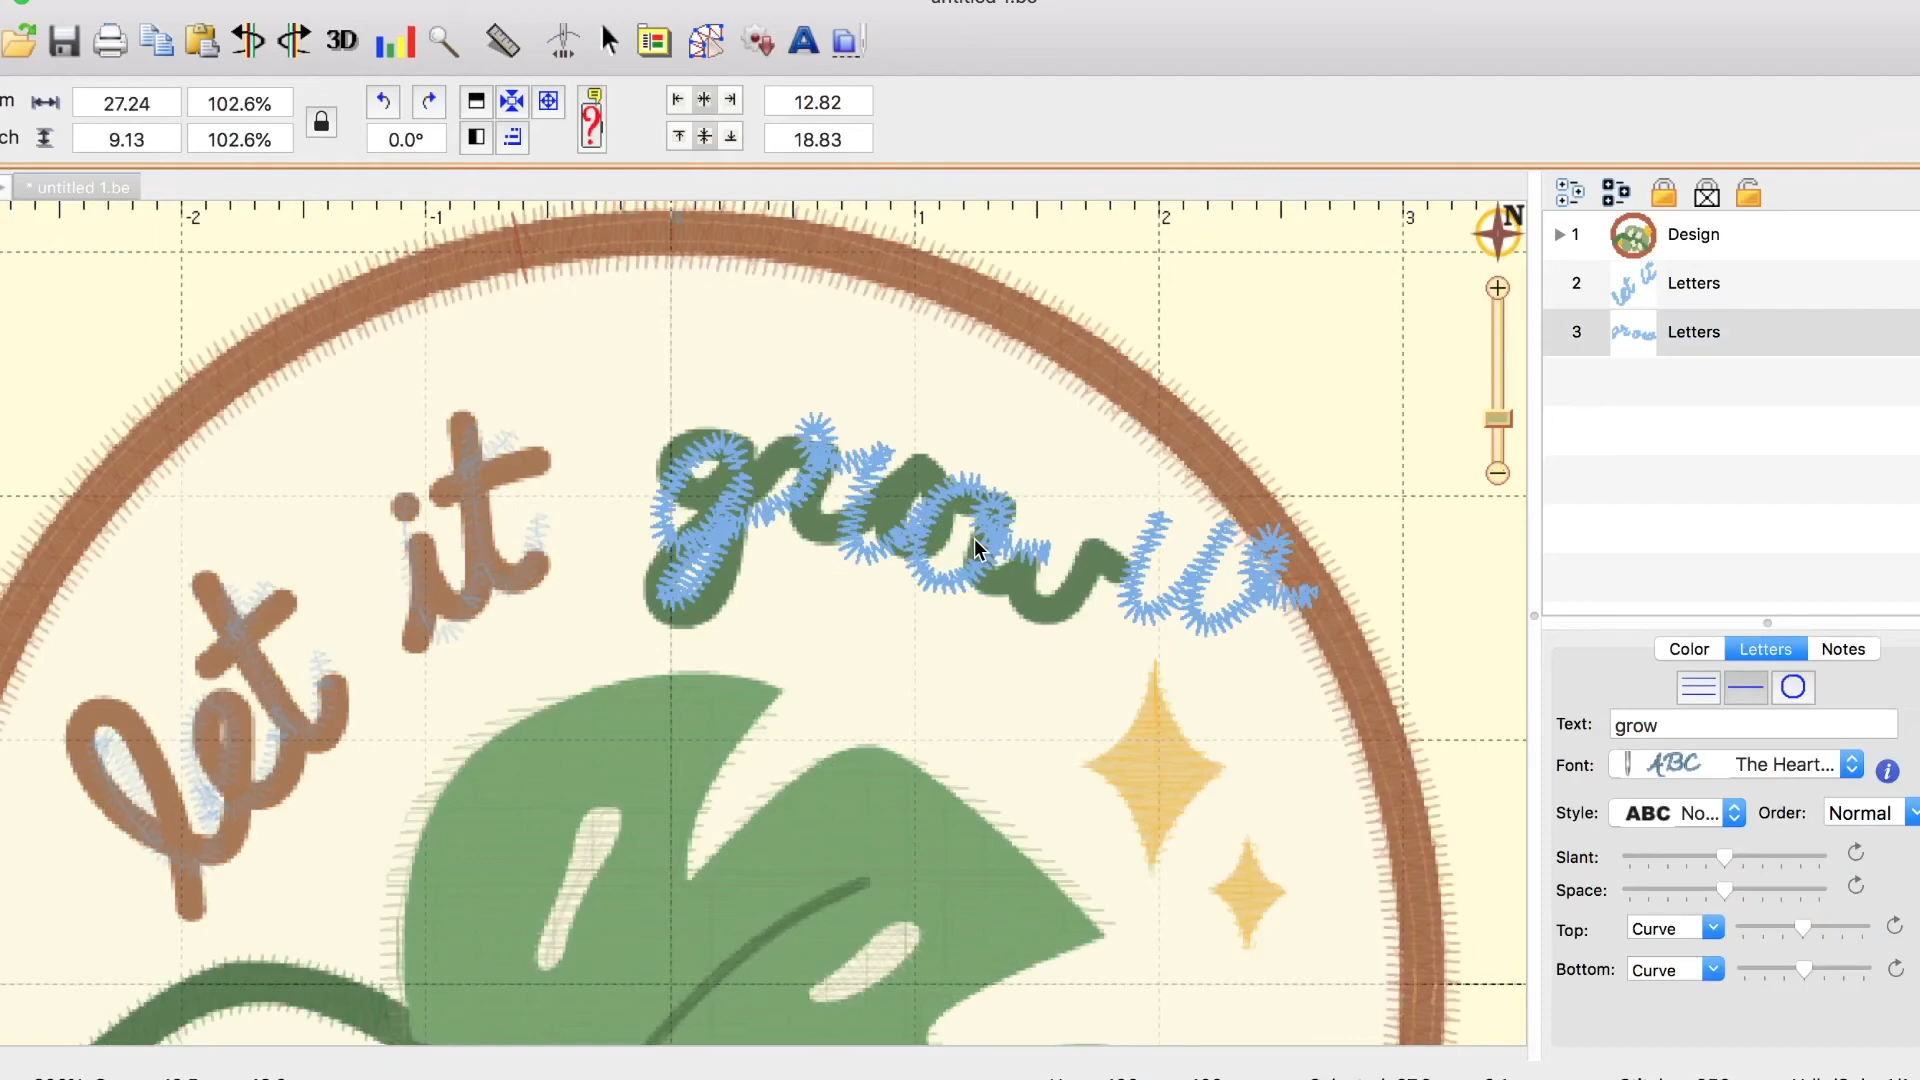 untitled 1.be
3D
A
m 27.24 102.6% 12.82
ch 9.13 102.6% 0.0° 18.83
* untitled 1.be
-2 -1 1 2 3
N
1 Design
2 Letters
3 Letters
let it grow
Color Letters Notes
Text: grow
Font: ABC The Heart... i
Style: ABC No... Order: Normal
Slant:
Space:
Top: Curve
Bottom: Curve